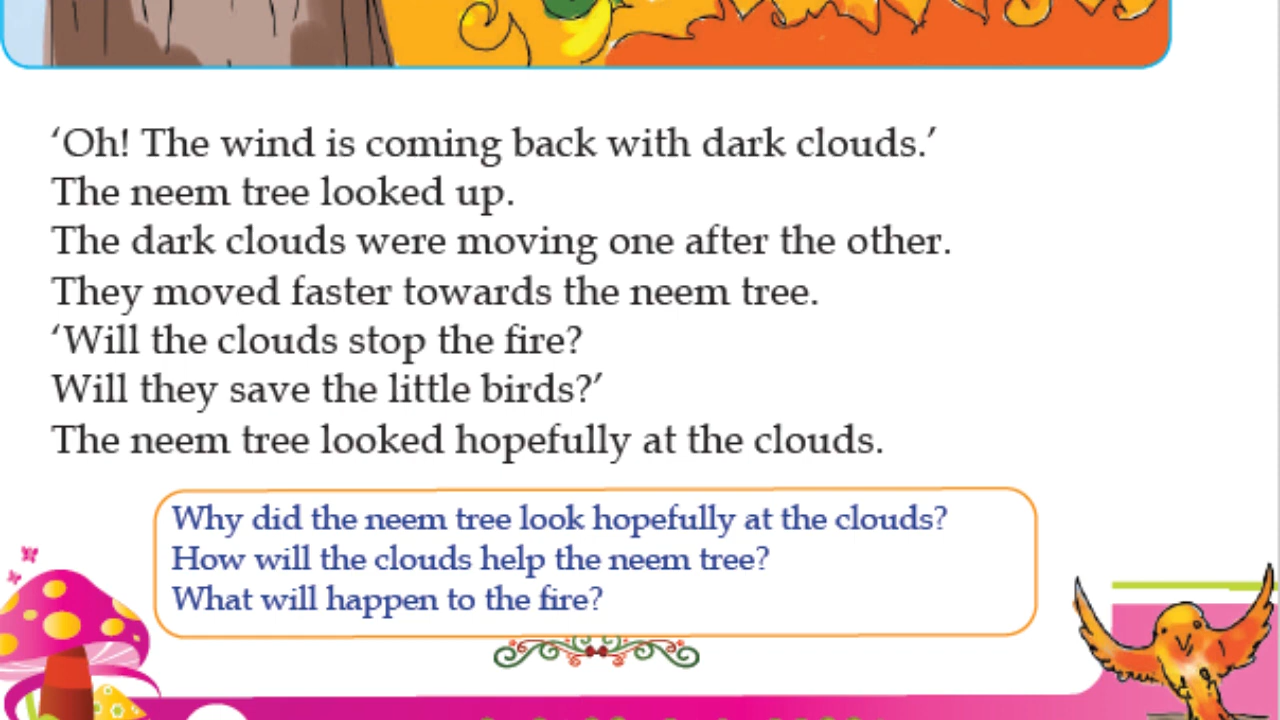 ‘Oh! The wind is coming back with dark clouds.’
The neem tree looked up.
The dark clouds were moving one after the other.
They moved faster towards the neem tree.
‘Will the clouds stop the fire?
Will they save the little birds?’
The neem tree looked hopefully at the clouds.
Why did the neem tree look hopefully at the clouds?
How will the clouds help the neem tree?
What will happen to the fire?